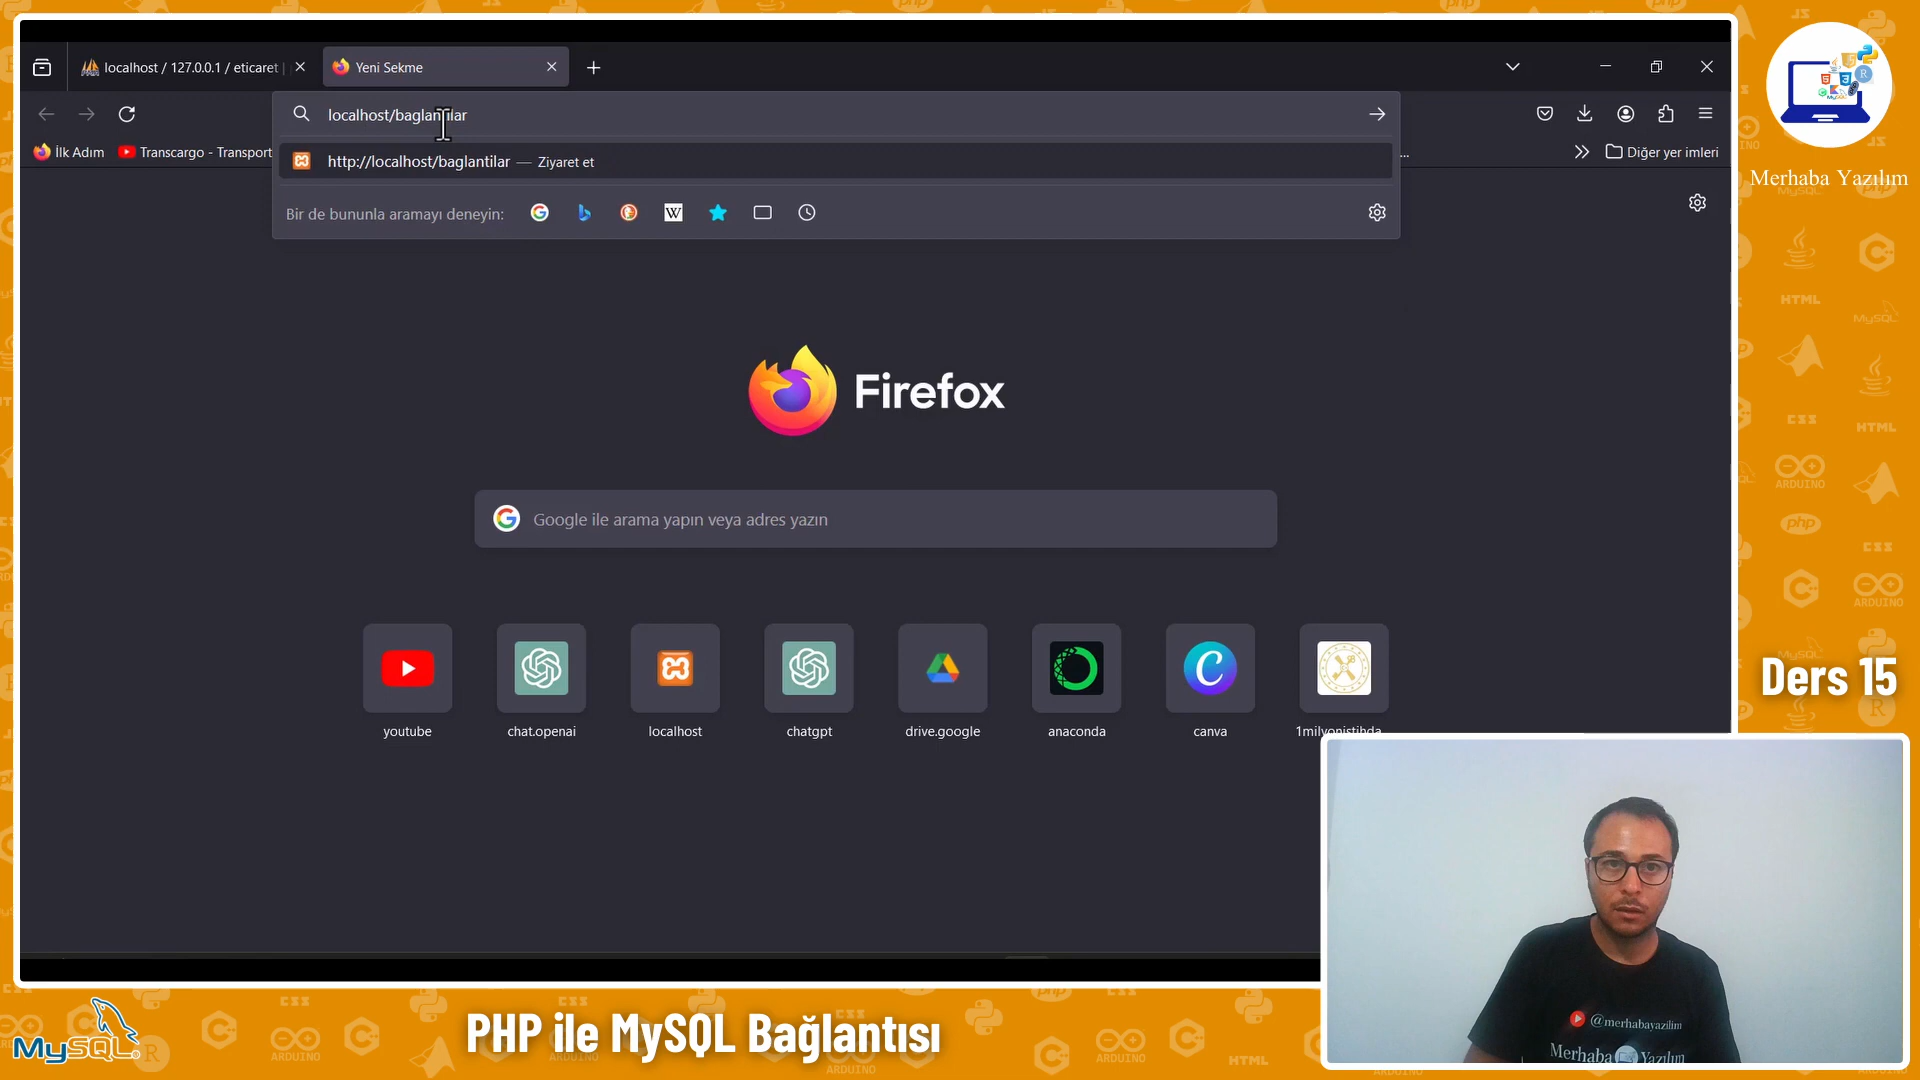 localhost / 127.0.0.1 / eticaret |
Yeni Sekme
localhost/baglantilar
İlk Adım
Transcargo - Transport
...
Diğer yer imleri
http://localhost/baglantilar — Ziyaret et
Bir de bununla aramayı deneyin:
W
Merhaba Yazılım
Firefox
Google ile arama yapın veya adres yazın
youtube
chat.openai
localhost
chatgpt
drive.google
anaconda
canva
Ders 15
@merhabayazilim
Merhaba Yazılım
MySQL
PHP ile MySQL Bağlantısı